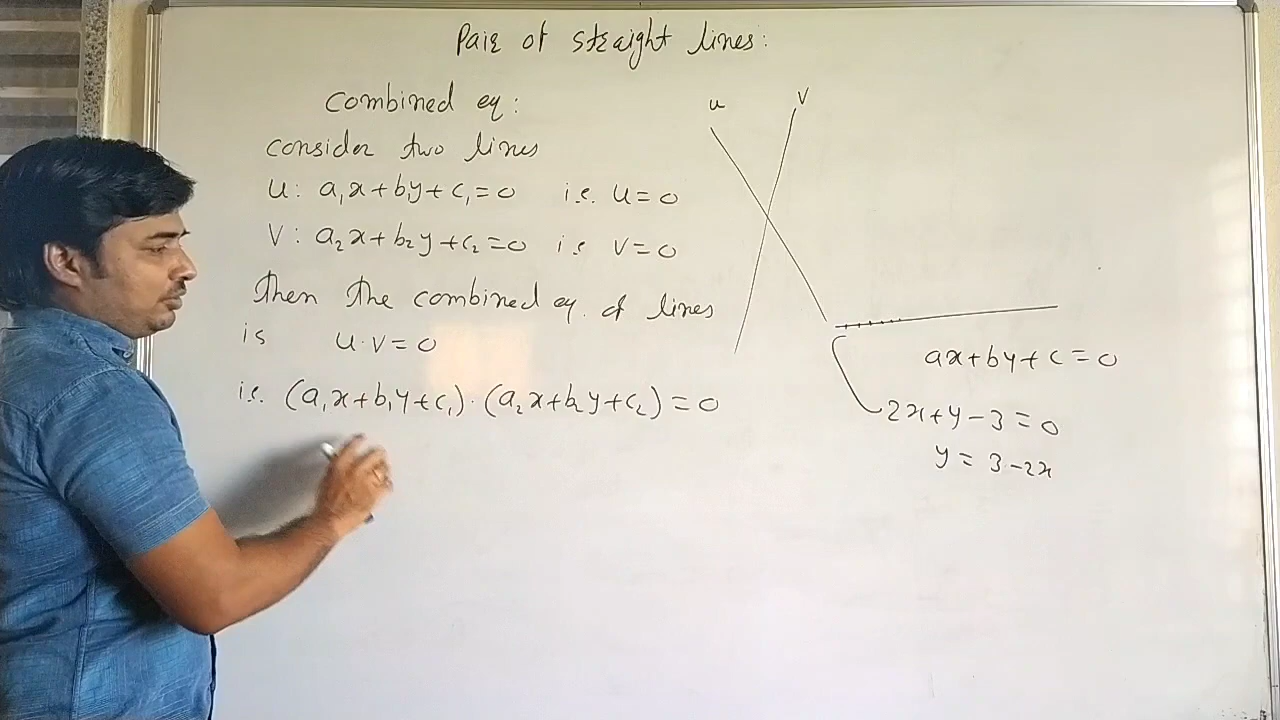 Pair of straight lines:
Combined eq:
consider two lines
u: a₁x+b₁y+c₁=0 i.e. u=0
V: a₂x+b₂y+c₂=0 i.e V=0
then the combined eq. of lines
is u·v=0
i.e. (a₁x+b₁y+c₁)·(a₂x+b₂y+c₂)=0
u V
ax+by+c=0
2x+y-3=0
y=3-2x